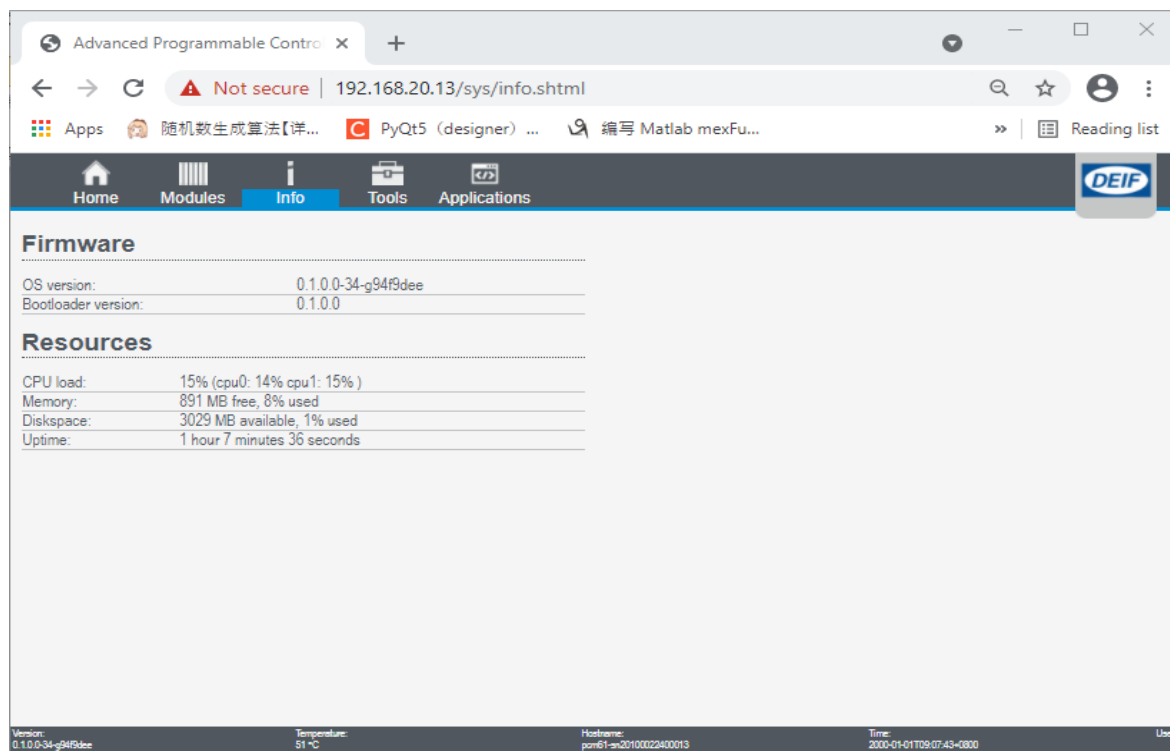 Advanced Programmable Contro
Not secure | 192.168.20.13/sys/info.shtml
Apps 随机数生成算法【详... C PyQt5（designer）... 编写 Matlab mexFu... » Reading list
Home Modules Info Tools Applications DEIF
Firmware
OS version: 0.1.0.0-34-g94f9dee
Bootloader version: 0.1.0.0
Resources
CPU load: 15% (cpu0: 14% cpu1: 15% )
Memory: 891 MB free, 8% used
Diskspace: 3029 MB available, 1% used
Uptime: 1 hour 7 minutes 36 seconds
Version: Temperature: Hostname: Time: Use
0.1.0.0-34-g94f9dee 51 °C pcm61-sn20100022400013 2000-01-01T09:07:43+0800